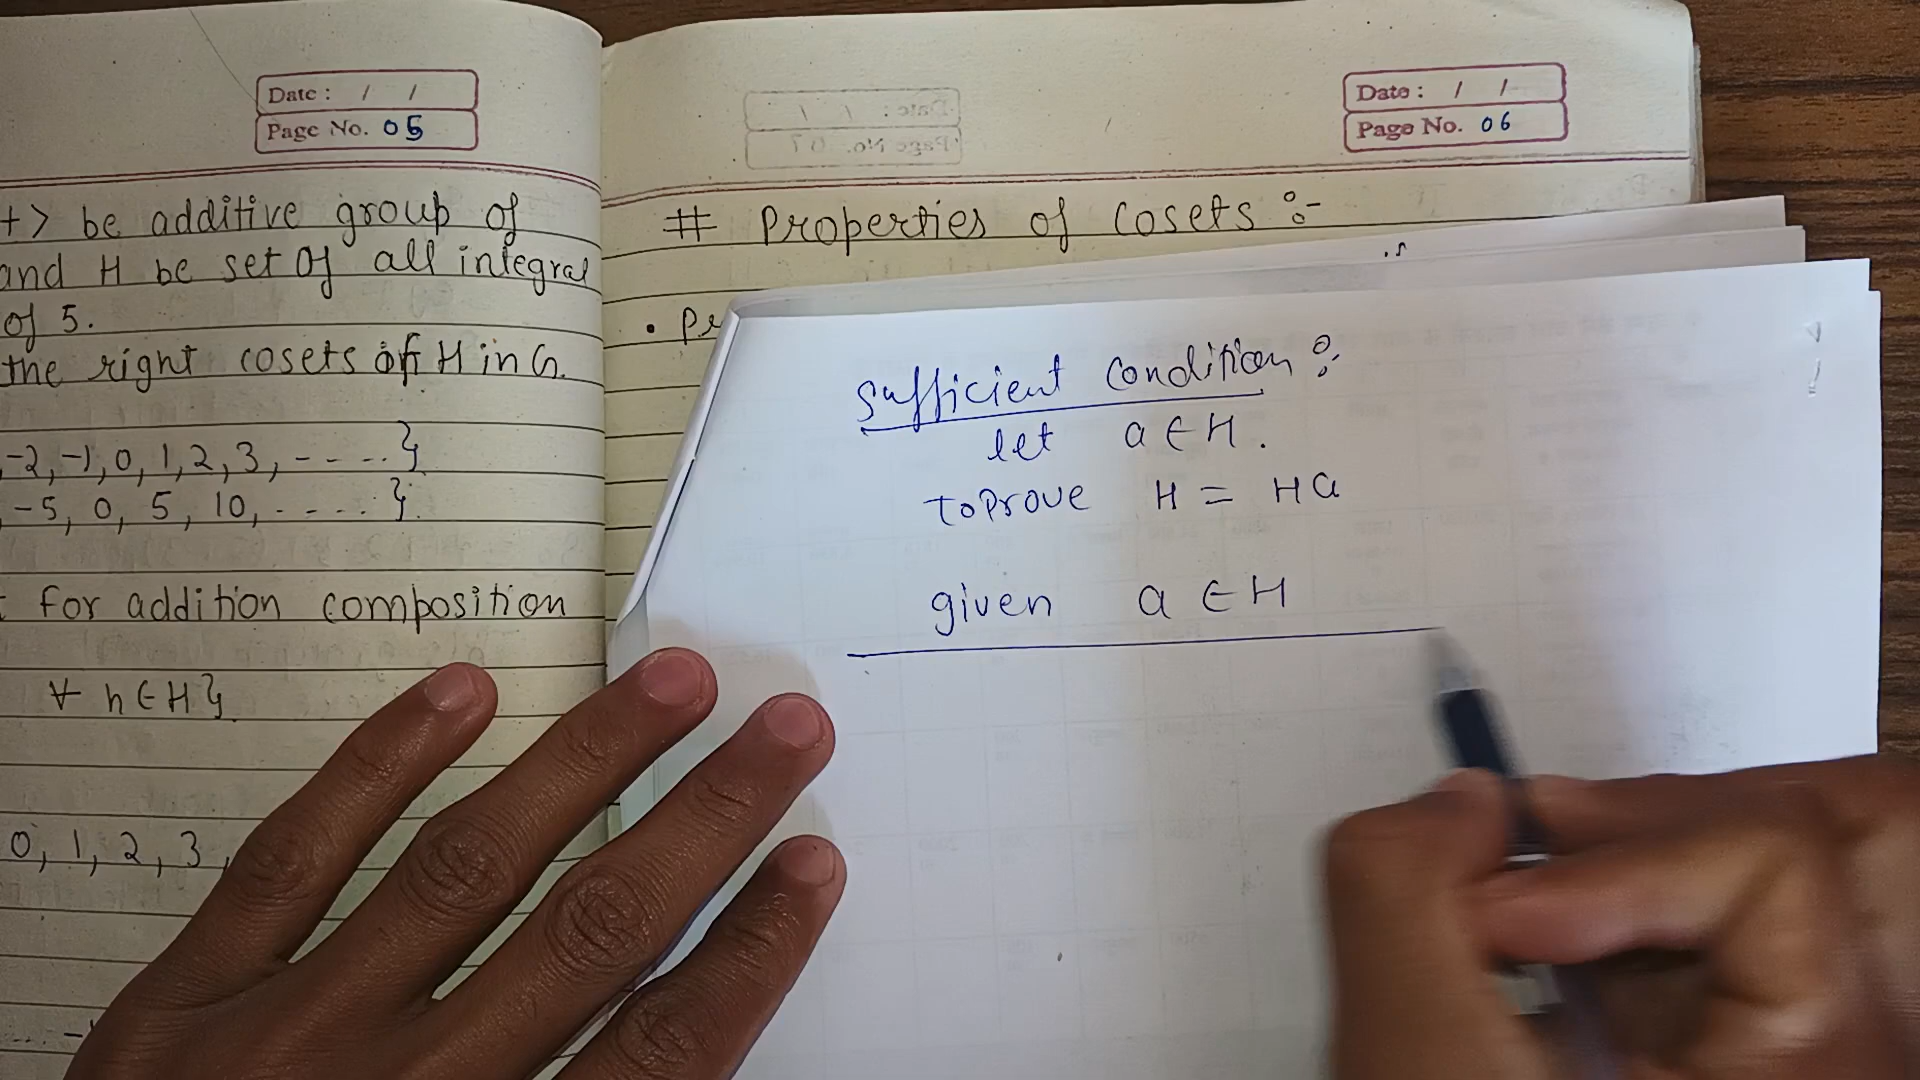 Date : / /
Page No. 05
+> be additive group of
and H be set of all integral
of 5.
the right cosets of H in G.
-2, -1, 0, 1, 2, 3, - - - . . }
-5, 0, 5, 10, . - - . . }.
for addition composition
∀ h ∈ H}.
0, 1, 2, 3,
Date : / /
Page No. 06
# Properties of Cosets :-
• Pr
Sufficient Condition :
let a ∈ H.
To Prove H = Ha
given a ∈ H